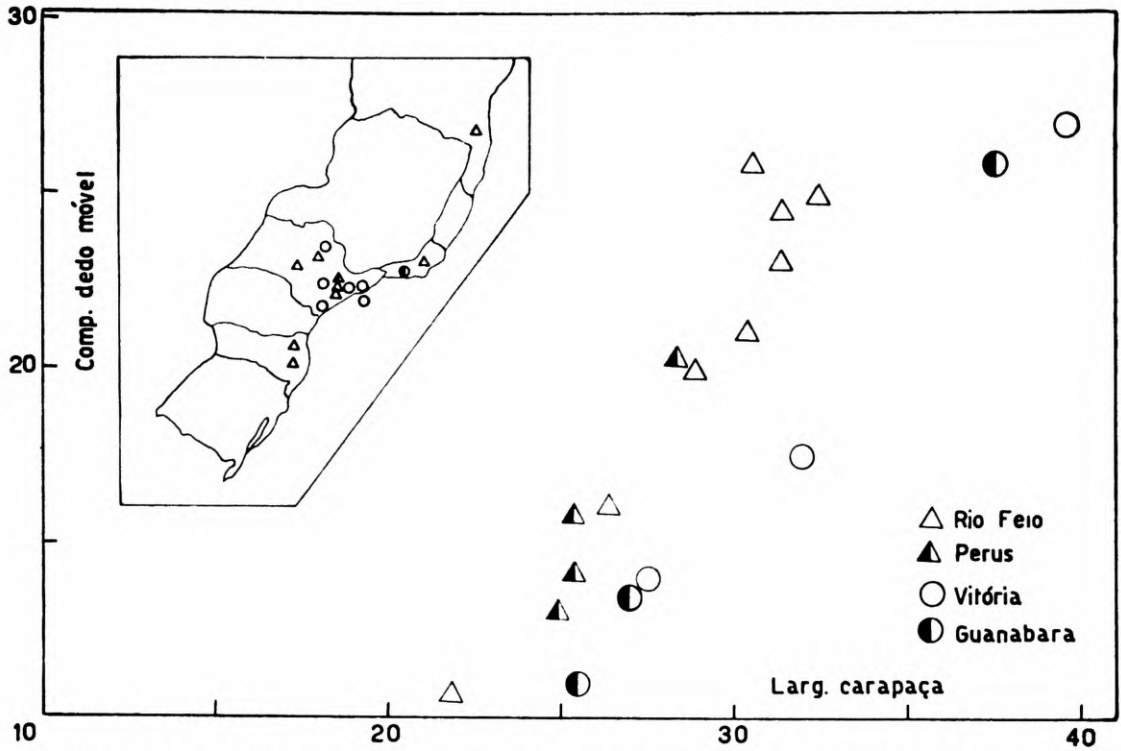 30
20
10
Comp. dedo móvel
Rio Feio
Perus
Vitória
Guanabara
Larg. carapaça
20
30
40